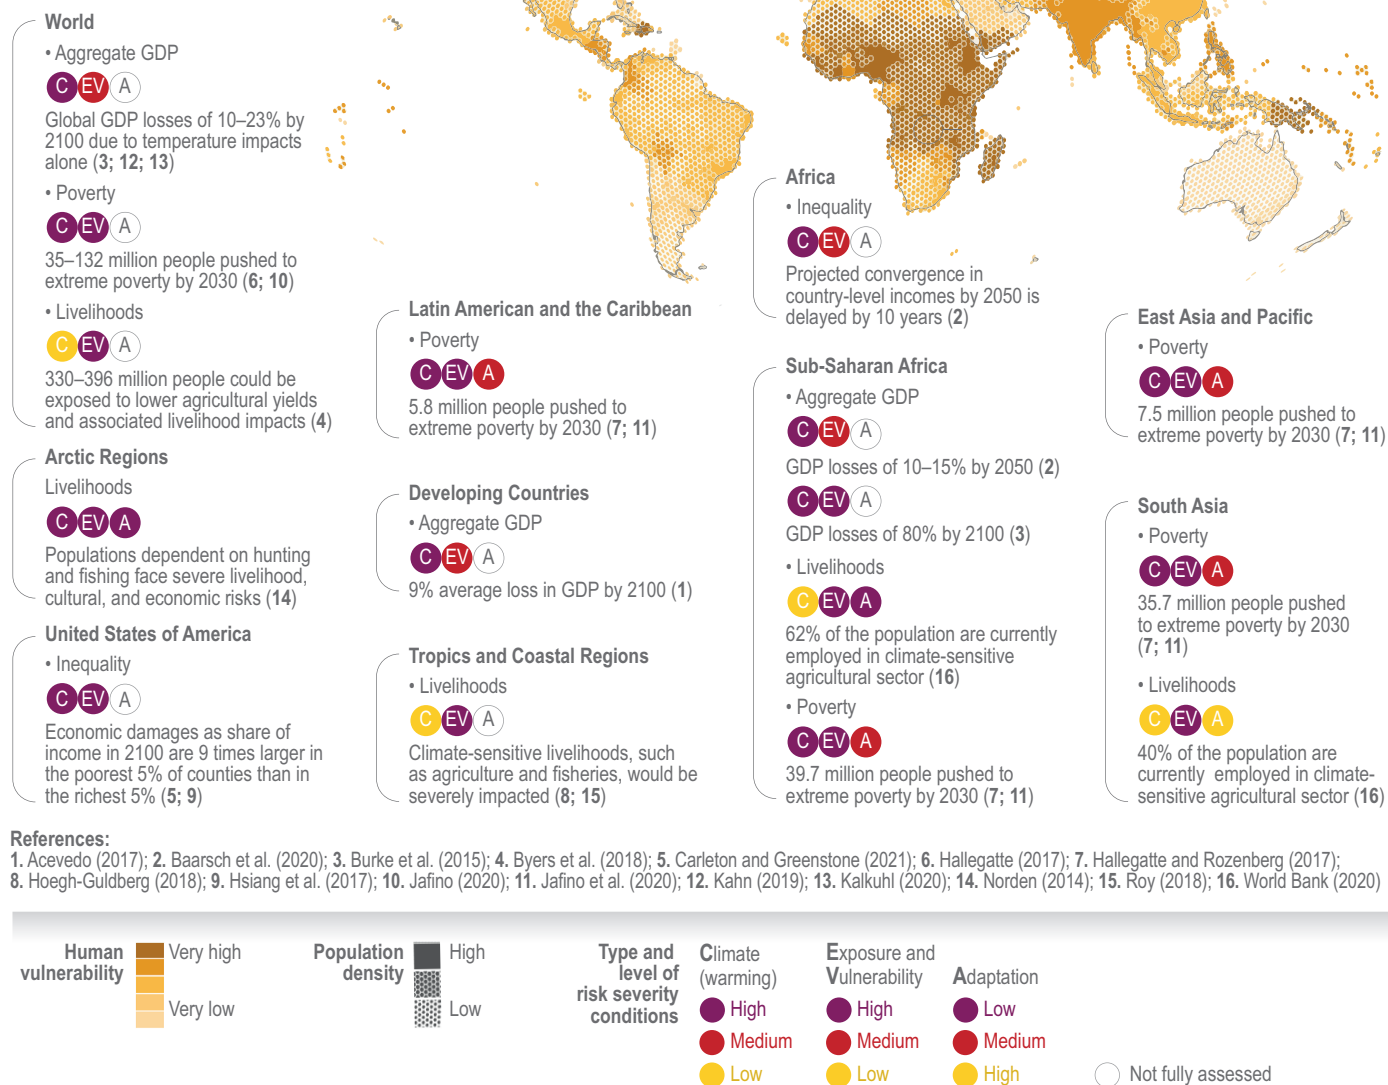 World
• Aggregate GDP
C EV A
Global GDP losses of 10–23% by
2100 due to temperature impacts
alone (3; 12; 13)
• Poverty
C EV A
35–132 million people pushed to
extreme poverty by 2030 (6; 10)
• Livelihoods
C EV A
330–396 million people could be
exposed to lower agricultural yields
and associated livelihood impacts (4)
Arctic Regions
Livelihoods
C EV A
Populations dependent on hunting
and fishing face severe livelihood,
cultural, and economic risks (14)
United States of America
• Inequality
C EV A
Economic damages as share of
income in 2100 are 9 times larger in
the poorest 5% of counties than in
the richest 5% (5; 9)
Latin American and the Caribbean
• Poverty
C EV A
5.8 million people pushed to
extreme poverty by 2030 (7; 11)
Developing Countries
• Aggregate GDP
C EV A
9% average loss in GDP by 2100 (1)
Tropics and Coastal Regions
• Livelihoods
C EV A
Climate-sensitive livelihoods, such
as agriculture and fisheries, would be
severely impacted (8; 15)
Africa
• Inequality
C EV A
Projected convergence in
country-level incomes by 2050 is
delayed by 10 years (2)
Sub-Saharan Africa
• Aggregate GDP
C EV A
GDP losses of 10–15% by 2050 (2)
C EV A
GDP losses of 80% by 2100 (3)
• Livelihoods
C EV A
62% of the population are currently
employed in climate-sensitive
agricultural sector (16)
• Poverty
C EV A
39.7 million people pushed to
extreme poverty by 2030 (7; 11)
East Asia and Pacific
• Poverty
C EV A
7.5 million people pushed to
extreme poverty by 2030 (7; 11)
South Asia
• Poverty
C EV A
35.7 million people pushed
to extreme poverty by 2030
(7; 11)
• Livelihoods
C EV A
40% of the population are
currently employed in climate-
sensitive agricultural sector (16)
References:
1. Acevedo (2017); 2. Baarsch et al. (2020); 3. Burke et al. (2015); 4. Byers et al. (2018); 5. Carleton and Greenstone (2021); 6. Hallegatte (2017); 7. Hallegatte and Rozenberg (2017);
8. Hoegh-Guldberg (2018); 9. Hsiang et al. (2017); 10. Jafino (2020); 11. Jafino et al. (2020); 12. Kahn (2019); 13. Kalkuhl (2020); 14. Norden (2014); 15. Roy (2018); 16. World Bank (2020)
Human
vulnerability
Very high
Very low
Population
density
High
Low
Type and
level of
risk severity
conditions
Climate
(warming)
High
Medium
Low
Exposure and
Vulnerability
High
Medium
Low
Adaptation
Low
Medium
High
Not fully assessed